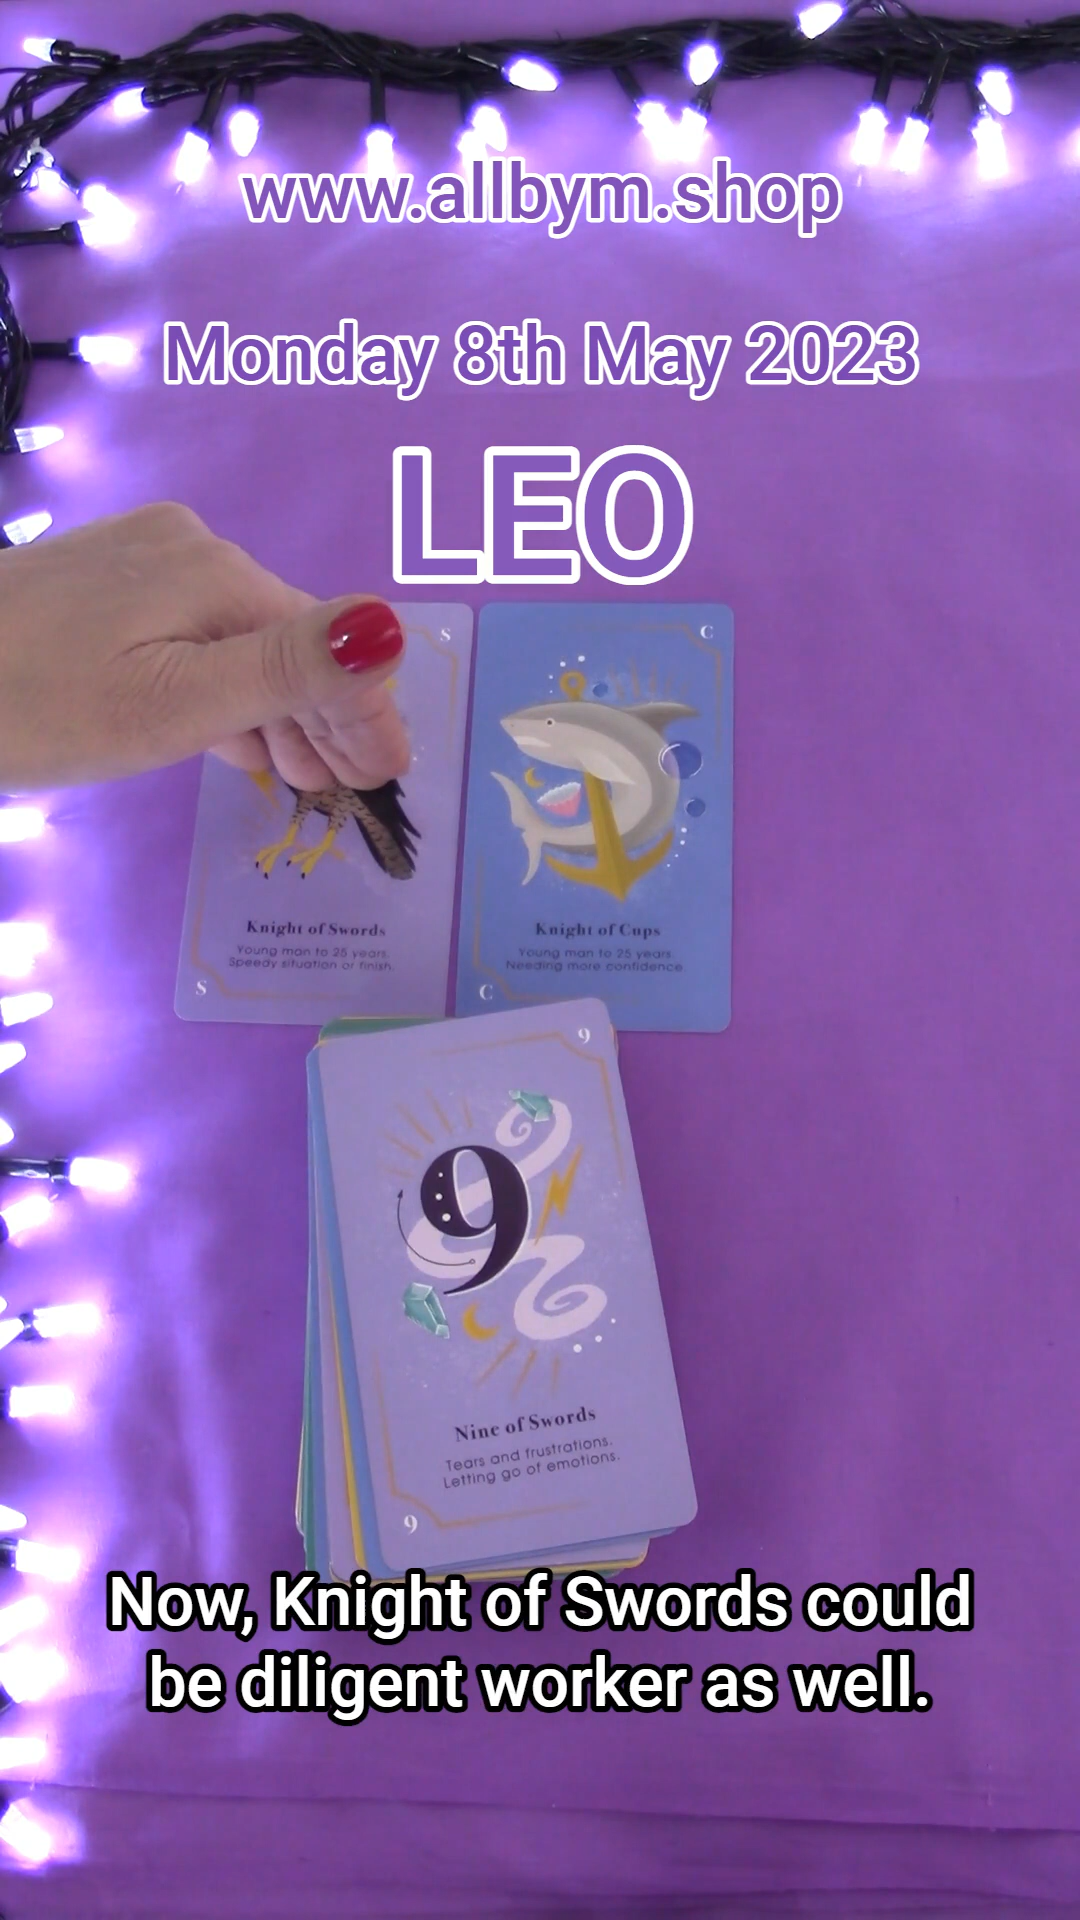 www.allbym.shop
Monday 8th May 2023
LEO
S
Knight of Swords
Young man to 25 years.
Speedy situation or finish.
S
C
Knight of Cups
Young man to 25 years.
Needing more confidence
C
9
9
Nine of Swords
Tears and frustrations.
Letting go of emotions.
9
Now, Knight of Swords could
be diligent worker as well.